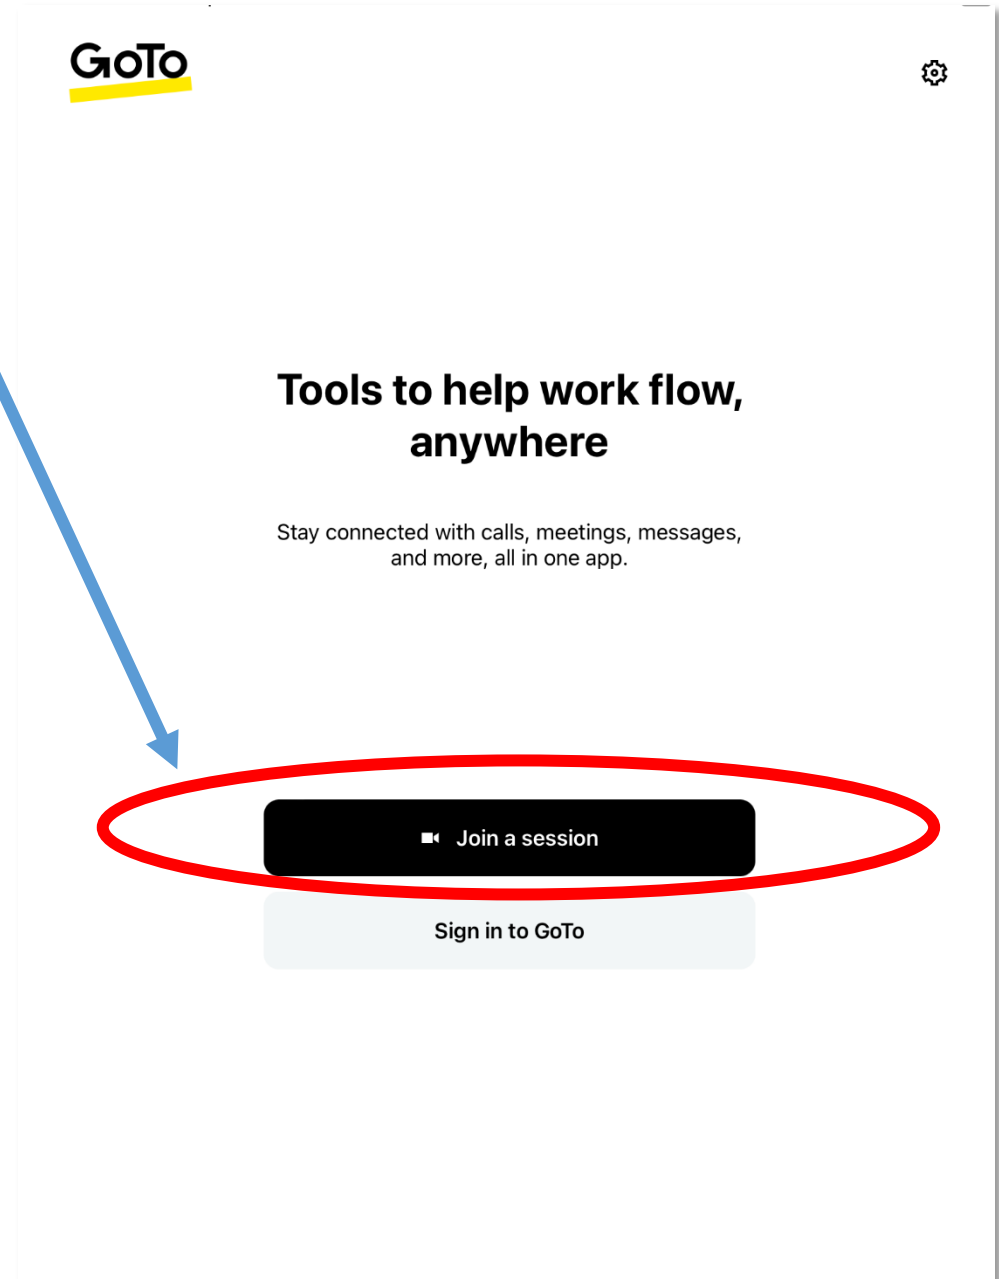 GoTo
Tools to help work flow,
anywhere
Stay connected with calls, meetings, messages,
and more, all in one app.
Join a session
Sign in to GoTo